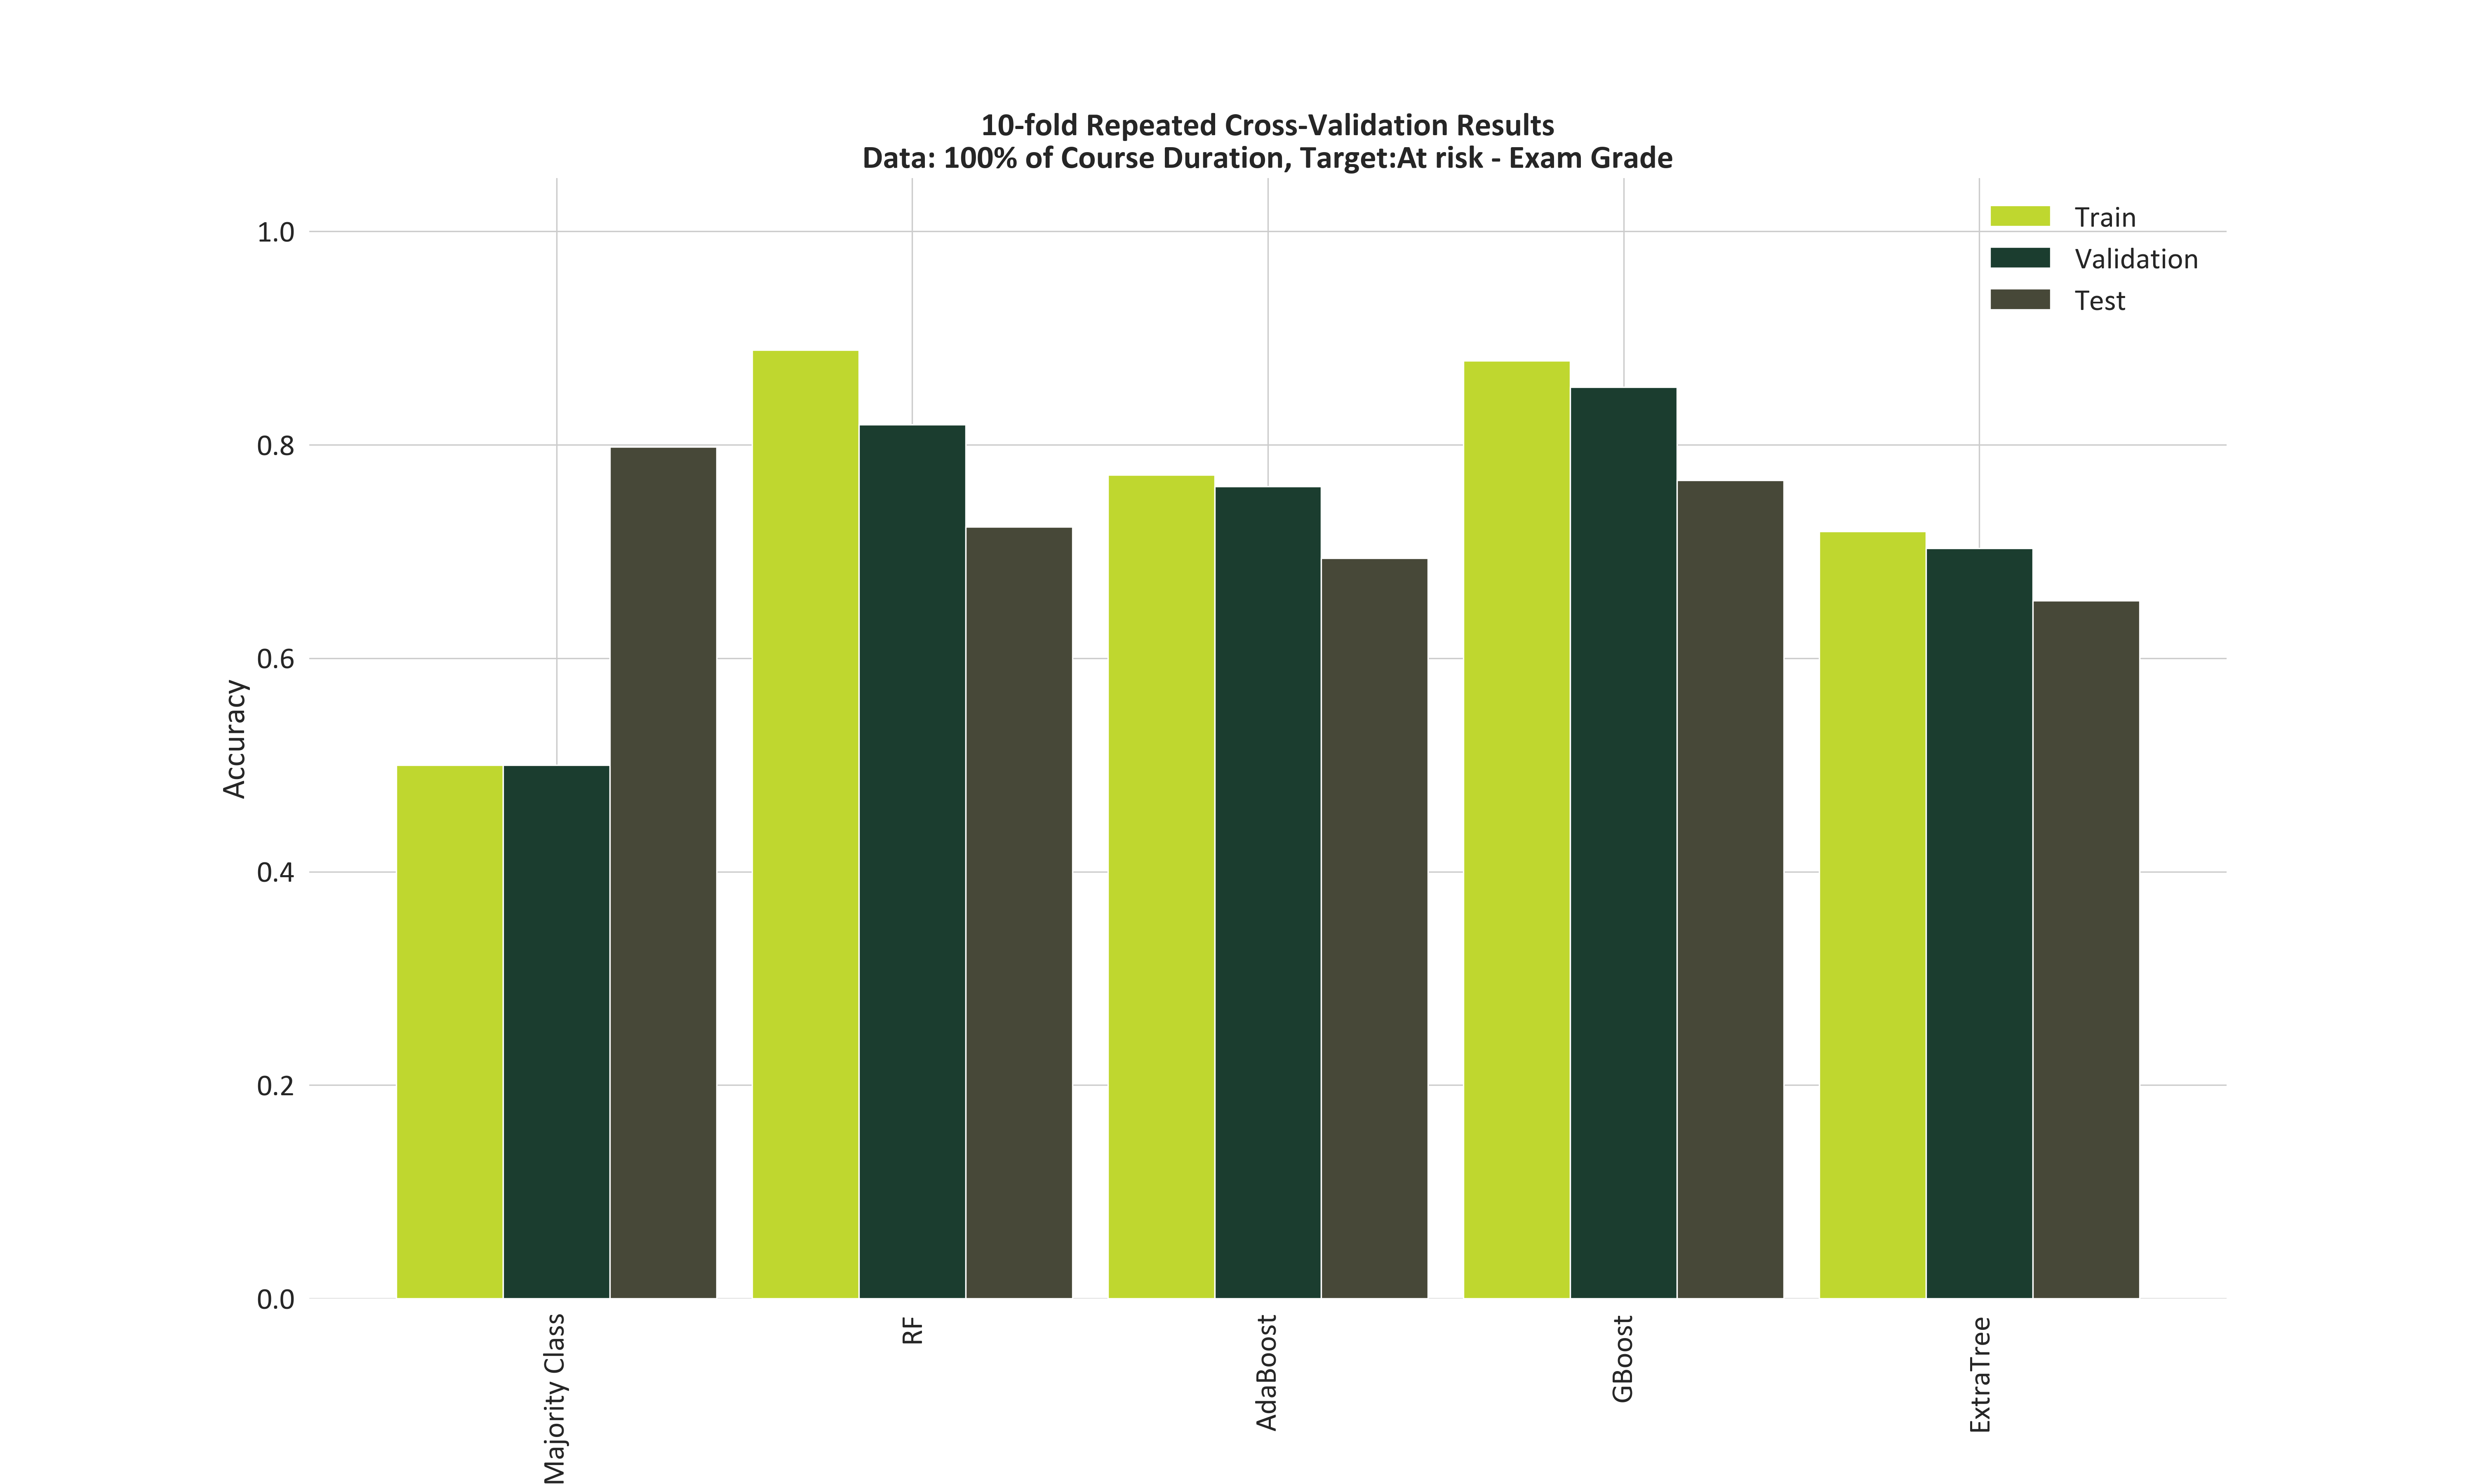 10-fold Repeated Cross-Validation Results
Data: 100% of Course Duration, Target:At risk - Exam Grade
Train
Validation
Test
Accuracy
1.0
0.8
0.6
0.4
0.2
0.0
Majority Class
RF
AdaBoost
GBoost
ExtraTree